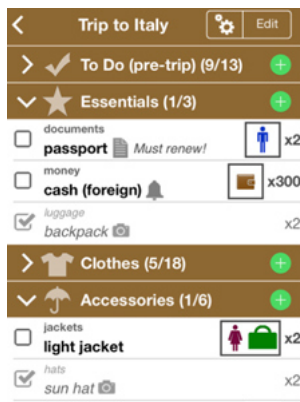 Trip to Italy Edit
To Do (pre-trip) (9/13)
Essentials (1/3)
documents
passport Must renew! x2
money
cash (foreign) x300
luggage
backpack x2
Clothes (5/18)
Accessories (1/6)
jackets
light jacket x2
hats
sun hat x2